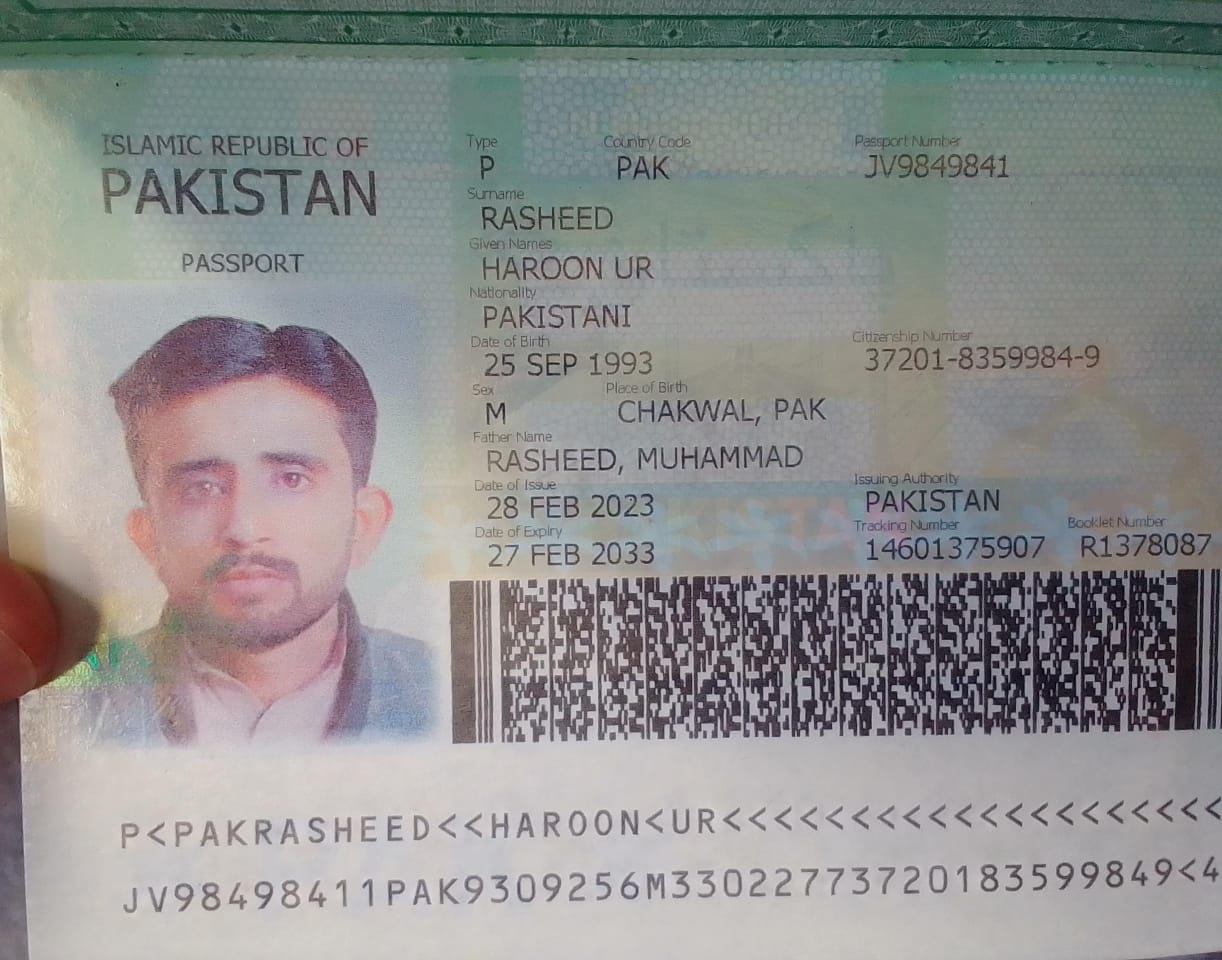 ISLAMIC REPUBLIC OF
PAKISTAN
PASSPORT
Type Country Code Passport Number
P PAK JV9849841
Surname
RASHEED
Given Names
HAROON UR
Nationality
PAKISTANI
Date of Birth Citizenship Number
25 SEP 1993 37201-8359984-9
Sex Place of Birth
M CHAKWAL, PAK
Father Name
RASHEED, MUHAMMAD
Date of Issue Issuing Authority
28 FEB 2023 PAKISTAN
Date of Expiry Tracking Number Booklet Number
27 FEB 2033 14601375907 R1378087
P<PAKRASHEED<<HAROON<UR<<<<<<<<<<<<<<<<<<<<
JV98498411PAK9309256M33022773720183599849<4